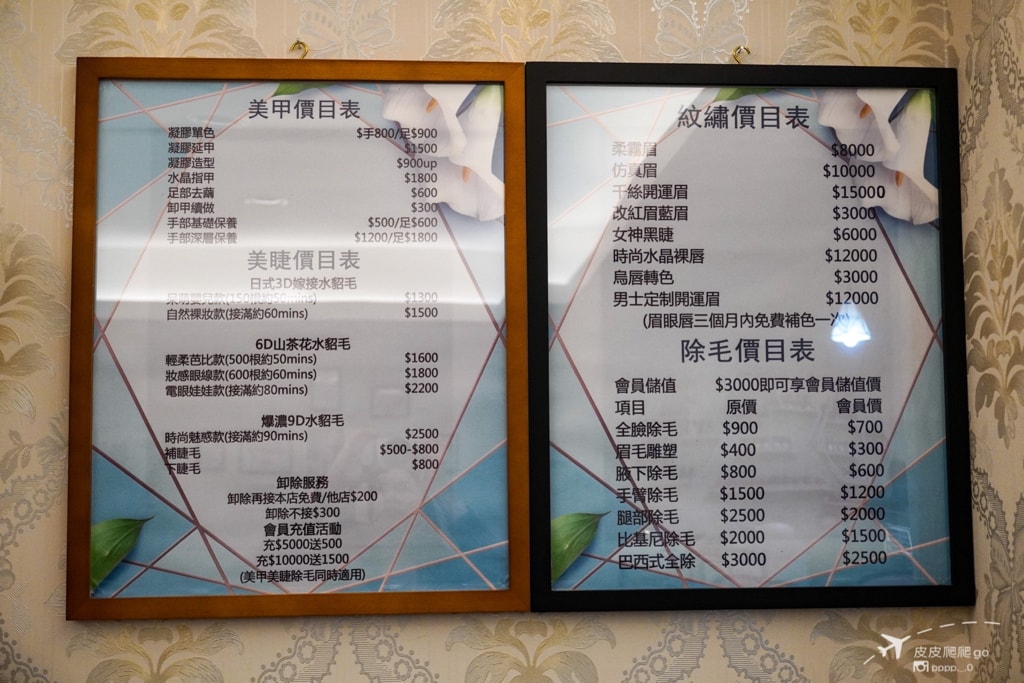 美甲價目表
凝膠單色 $手800/足$900
凝膠延甲 $1500
凝膠造型 $900up
水晶指甲 $1800
足部去繭 $600
卸甲續做 $300
手部基礎保養 $500/足$600
手部深層保養 $1200/足$1800
美睫價目表
日式3D嫁接水貂毛
呆萌嬰兒款(150根約50mins) $1300
自然裸妝款(接滿約60mins) $1500
6D山茶花水貂毛
輕柔芭比款(500根約50mins) $1600
妝感眼線款(600根約60mins) $1800
電眼娃娃款(接滿約80mins) $2200
爆濃9D水貂毛
時尚魅惑款(接滿約90mins) $2500
補睫毛 $500-$800
下睫毛 $800
卸除服務
卸除再接本店免費/他店$200
卸除不接$300
會員充值活動
充$5000送500
充$10000送1500
(美甲美睫除毛同時適用)
紋繡價目表
柔霧眉 $8000
仿真眉 $10000
千絲開運眉 $15000
改紅眉藍眉 $3000
女神黑睫 $6000
時尚水晶裸唇 $12000
烏唇轉色 $3000
男士定制開運眉 $12000
(眉眼唇三個月內免費補色一次)
除毛價目表
會員儲值 $3000即可享會員儲值價
項目 原價 會員價
全臉除毛 $900 $700
眉毛雕塑 $400 $300
腋下除毛 $800 $600
手臂除毛 $1500 $1200
腿部除毛 $2500 $2000
比基尼除毛 $2000 $1500
巴西式全除 $3000 $2500
皮皮爬爬go
pppp._.0